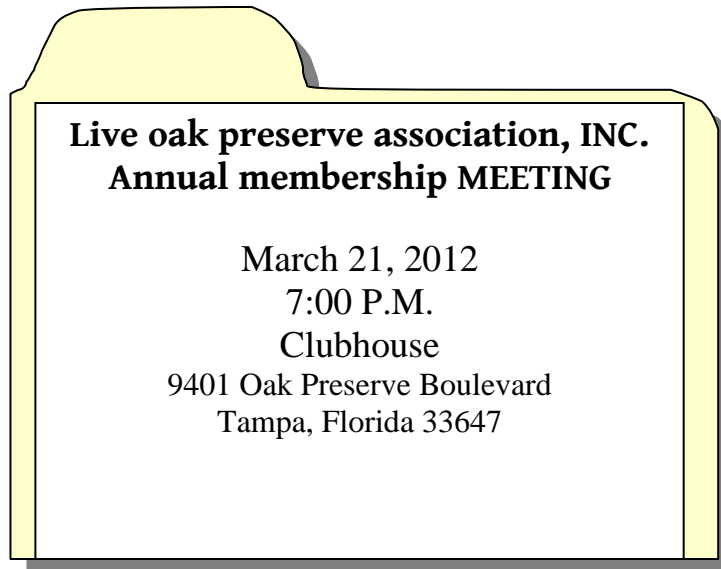 Live oak preserve association, INC.
Annual membership MEETING
March 21, 2012
7:00 P.M.
Clubhouse
9401 Oak Preserve Boulevard
Tampa, Florida 33647